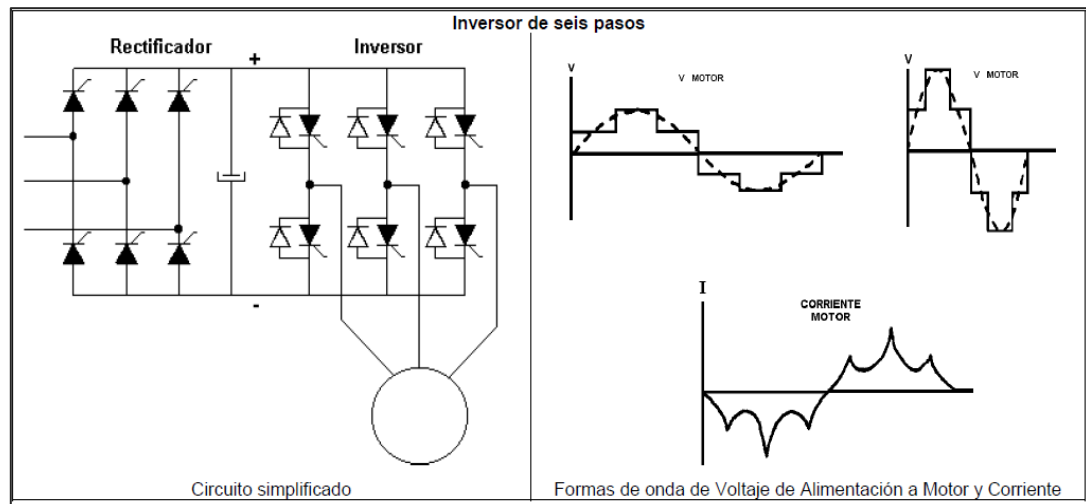 Inversor de seis pasos
Rectificador
Inversor
+
-
Circuito simplificado
V
V MOTOR
V
V MOTOR
I
CORRIENTE
MOTOR
Formas de onda de Voltaje de Alimentación a Motor y Corriente